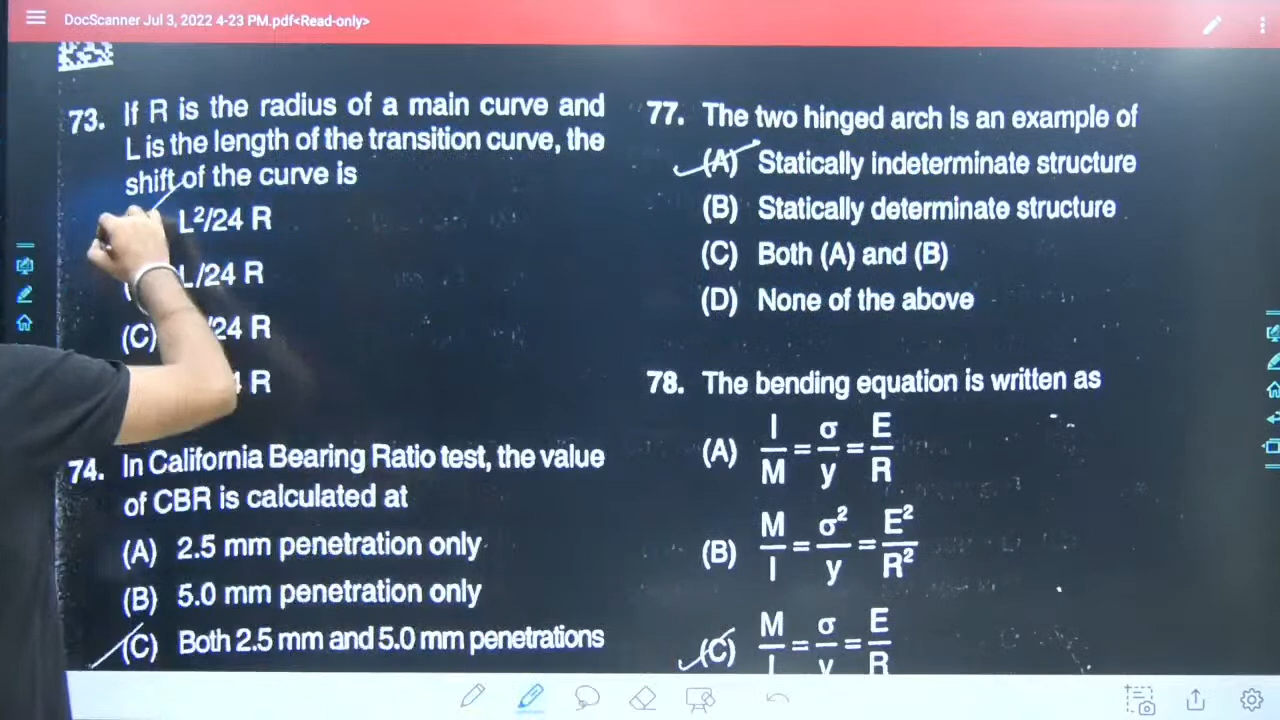 DocScanner Jul 3, 2022 4-23 PM.pdf<Read-only>
73. If R is the radius of a main curve and
L is the length of the transition curve, the
shift of the curve is
L²/24 R
L/24 R
(C) /24 R
R
74. In California Bearing Ratio test, the value
of CBR is calculated at
(A) 2.5 mm penetration only
(B) 5.0 mm penetration only
(C) Both 2.5 mm and 5.0 mm penetrations
77. The two hinged arch is an example of
(A) Statically indeterminate structure
(B) Statically determinate structure
(C) Both (A) and (B)
(D) None of the above
78. The bending equation is written as
(A) I/M = σ/y = E/R
(B) M/I = σ²/y = E²/R²
(C) M/I = σ/y = E/R